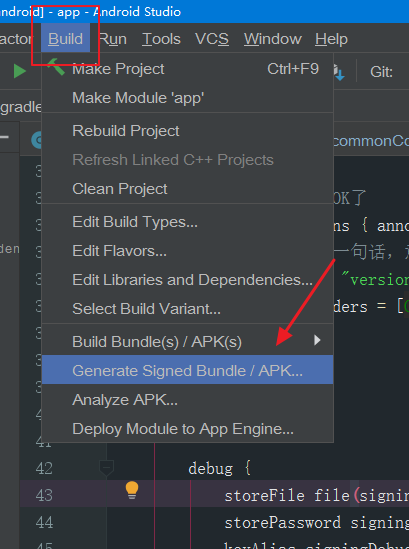 android] - app - Android Studio
actor Build Run Tools VCS Window Help
Make Project Ctrl+F9 Git:
Make Module 'app'
gradle
Rebuild Project
Refresh Linked C++ Projects commonCo
Clean Project
OK了
Edit Build Types... ns { anno
Edit Flavors... 一句话,
Edit Libraries and Dependencies... "version
Select Build Variant... ders = [
Build Bundle(s) / APK(s)
Generate Signed Bundle / APK...
Analyze APK...
Deploy Module to App Engine...
41
42 debug {
43 storeFile file(signin
44 storePassword signing
45 keyAlias signingDebug